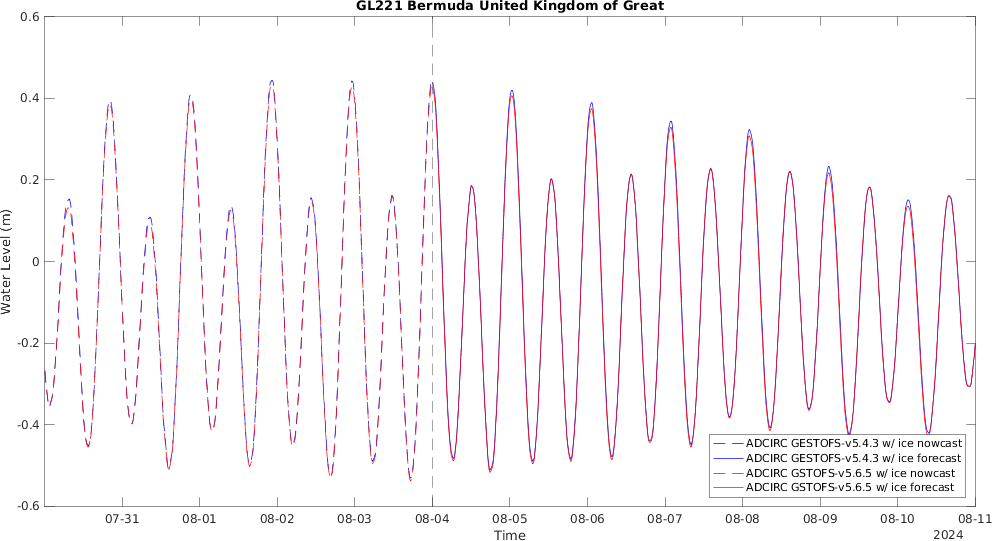 GL221 Bermuda United Kingdom of Great
0.6
0.4
0.2
0
-0.2
-0.4
-0.6
Water Level (m)
ADCIRC GESTOFS-v5.4.3 w/ ice nowcast
ADCIRC GESTOFS-v5.4.3 w/ ice forecast
ADCIRC GSTOFS-v5.6.5 w/ ice nowcast
ADCIRC GSTOFS-v5.6.5 w/ ice forecast
07-31 08-01 08-02 08-03 08-04 08-05 08-06 08-07 08-08 08-09 08-10 08-11
Time
2024